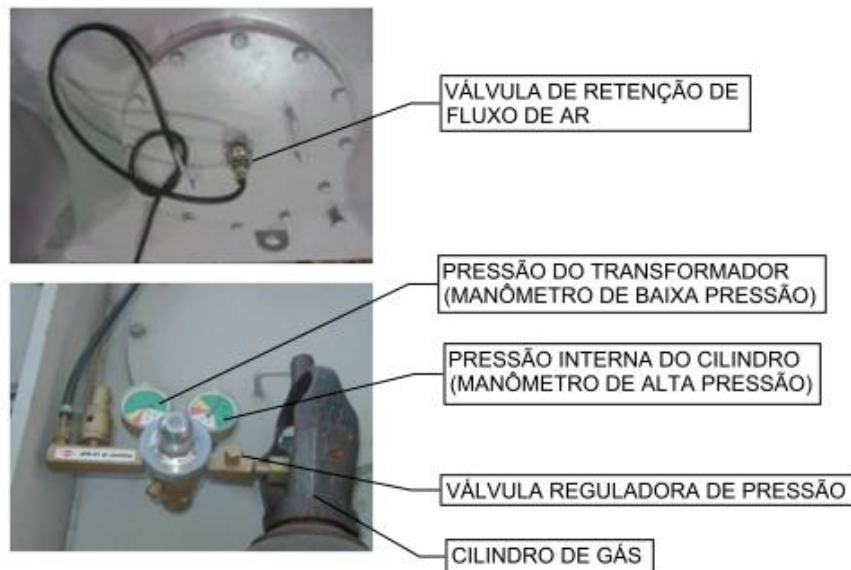 VÁLVULA DE RETENÇÃO DE
FLUXO DE AR
PRESSÃO DO TRANSFORMADOR
(MANÔMETRO DE BAIXA PRESSÃO)
PRESSÃO INTERNA DO CILINDRO
(MANÔMETRO DE ALTA PRESSÃO)
VÁLVULA REGULADORA DE PRESSÃO
CILINDRO DE GÁS